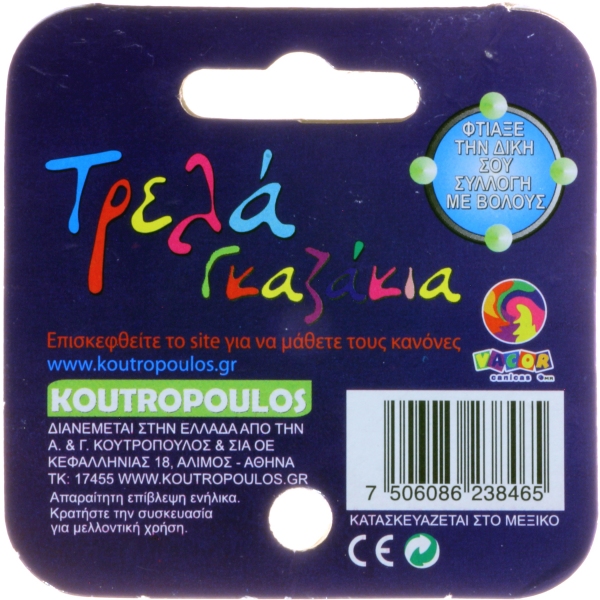 ΦΤΙΑΞΕ
ΤΗΝ ΔΙΚΗ
ΣΟΥ
ΣΥΛΛΟΓΗ
ΜΕ ΒΟΛΟΥΣ
Τρελά
γκαζάκια
Επισκεφθείτε το site για να μάθετε τους κανόνες
www.koutropoulos.gr
VACOR
canicas
KOUTROPOULOS
ΔΙΑΝΕΜΕΤΑΙ ΣΤΗΝ ΕΛΛΑΔΑ ΑΠΟ ΤΗΝ
Α. & Γ. ΚΟΥΤΡΟΠΟΥΛΟΣ & ΣΙΑ ΟΕ
ΚΕΦΑΛΛΗΝΙΑΣ 18, ΑΛΙΜΟΣ - ΑΘΗΝΑ
ΤΚ: 17455 WWW.KOUTROPOULOS.GR
Απαραίτητη επίβλεψη ενήλικα.
Κρατήστε την συσκευασία
για μελλοντική χρήση.
7 506086 238465
ΚΑΤΑΣΚΕΥΑΖΕΤΑΙ ΣΤΟ ΜΕΞΙΚΟ
CE